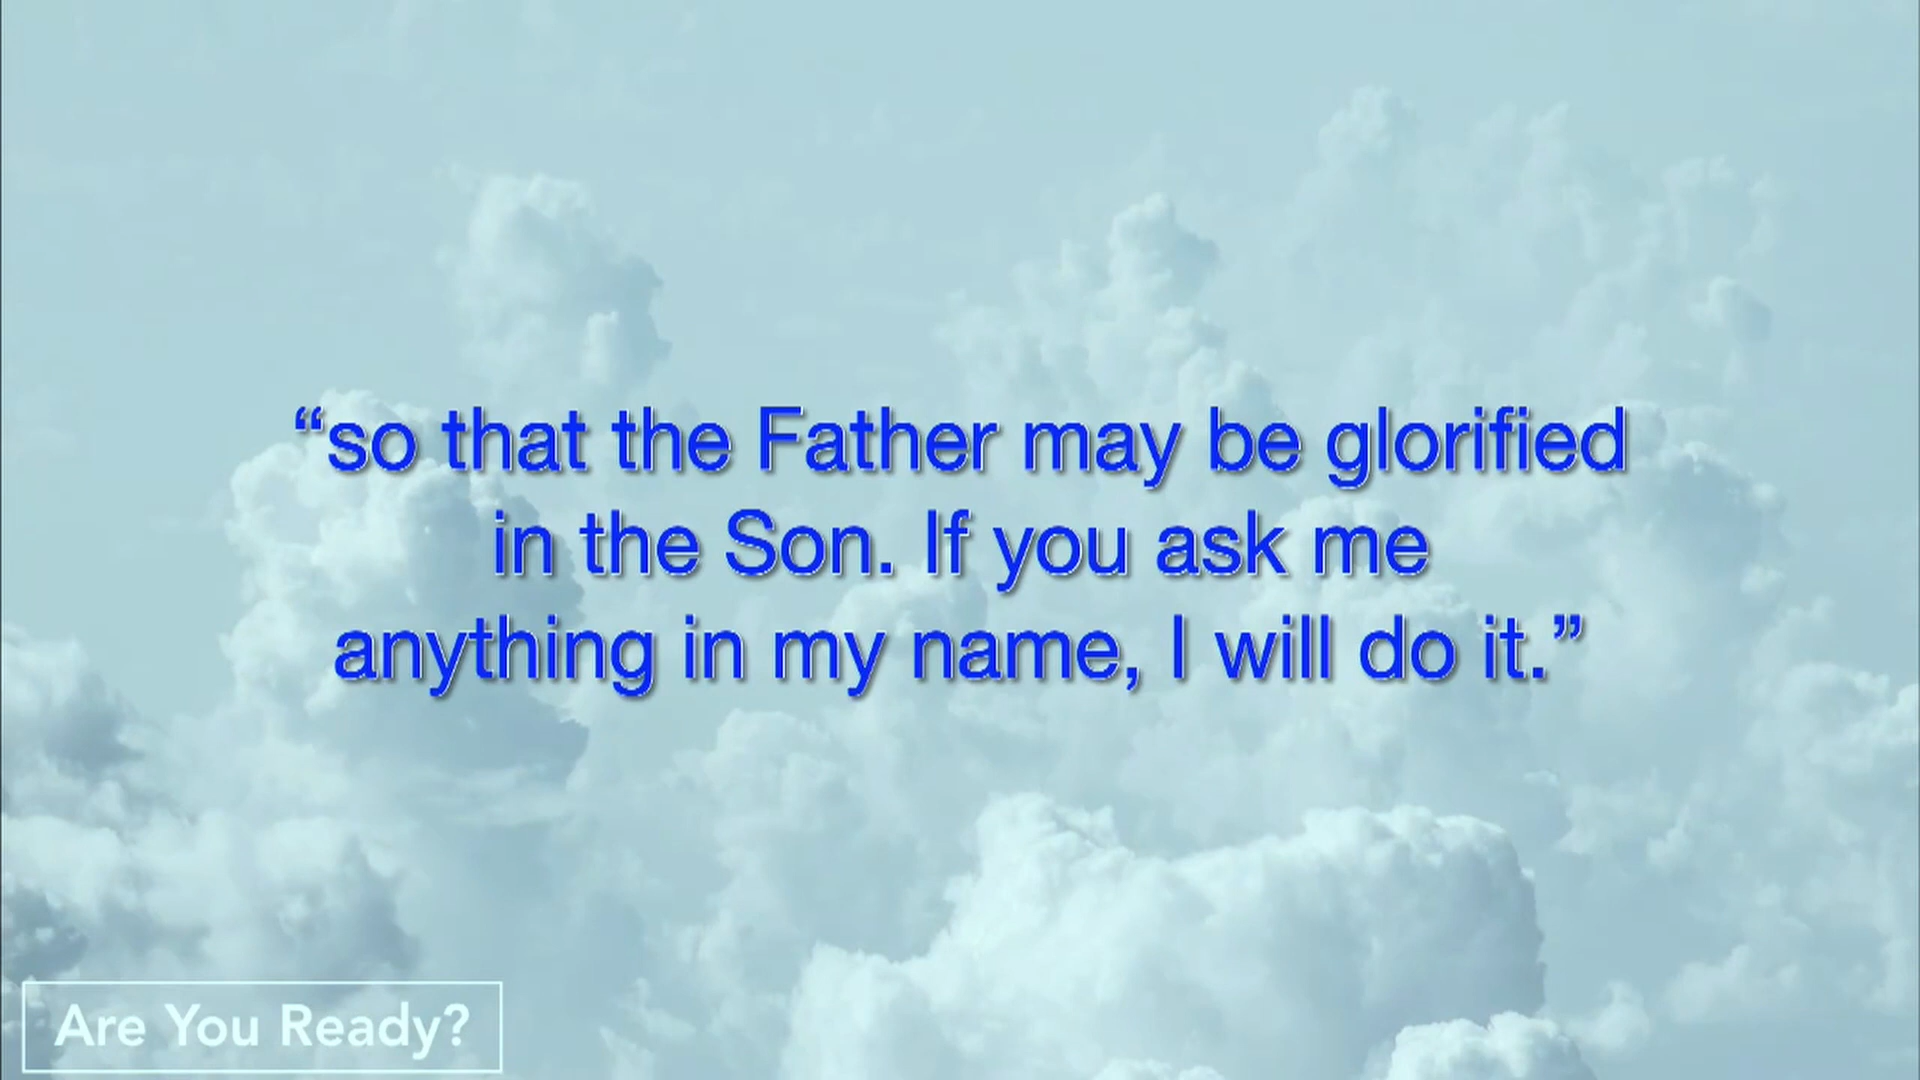 “so that the Father may be glorified
in the Son. If you ask me
anything in my name, I will do it.”
Are You Ready?